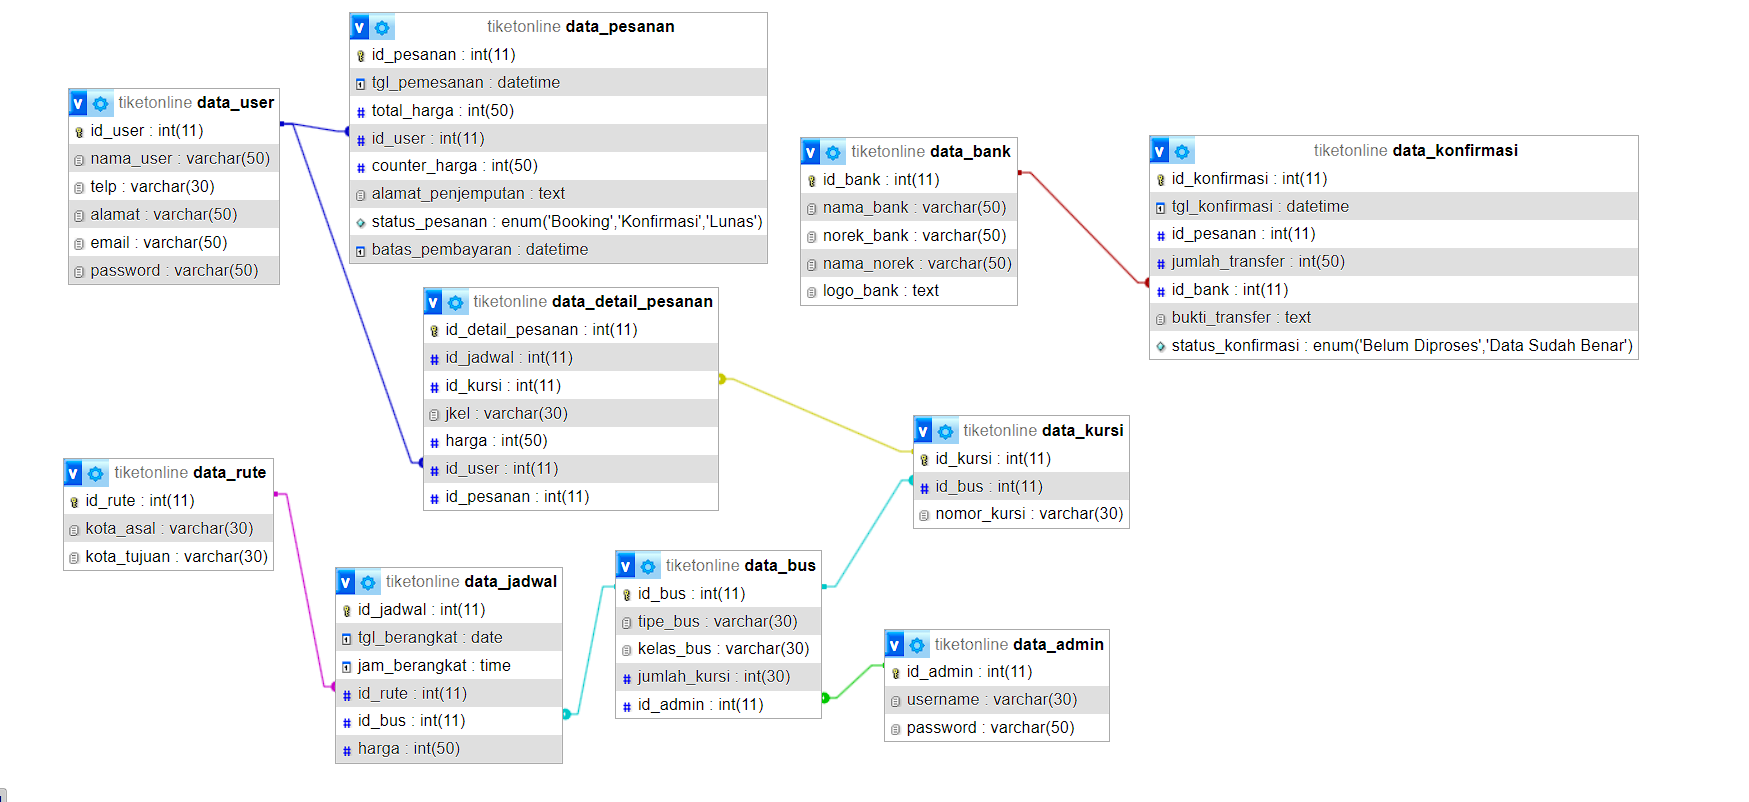 tiketonline data_pesanan
id_pesanan : int(11)
tgl_pemesanan : datetime
total_harga : int(50)
id_user : int(11)
counter_harga : int(50)
alamat_penjemputan : text
status_pesanan : enum('Booking','Konfirmasi','Lunas')
batas_pembayaran : datetime
tiketonline data_user
id_user : int(11)
nama_user : varchar(50)
telp : varchar(30)
alamat : varchar(50)
email : varchar(50)
password : varchar(50)
tiketonline data_bank
id_bank : int(11)
nama_bank : varchar(50)
norek_bank : varchar(50)
nama_norek : varchar(50)
logo_bank : text
tiketonline data_konfirmasi
id_konfirmasi : int(11)
tgl_konfirmasi : datetime
id_pesanan : int(11)
jumlah_transfer : int(50)
id_bank : int(11)
bukti_transfer : text
status_konfirmasi : enum('Belum Diproses','Data Sudah Benar')
tiketonline data_detail_pesanan
id_detail_pesanan : int(11)
id_jadwal : int(11)
id_kursi : int(11)
jkel : varchar(30)
harga : int(50)
id_user : int(11)
id_pesanan : int(11)
tiketonline data_kursi
id_kursi : int(11)
id_bus : int(11)
nomor_kursi : varchar(30)
tiketonline data_rute
id_rute : int(11)
kota_asal : varchar(30)
kota_tujuan : varchar(30)
tiketonline data_jadwal
id_jadwal : int(11)
tgl_berangkat : date
jam_berangkat : time
id_rute : int(11)
id_bus : int(11)
harga : int(50)
tiketonline data_bus
id_bus : int(11)
tipe_bus : varchar(30)
kelas_bus : varchar(30)
jumlah_kursi : int(30)
id_admin : int(11)
tiketonline data_admin
id_admin : int(11)
username : varchar(30)
password : varchar(50)